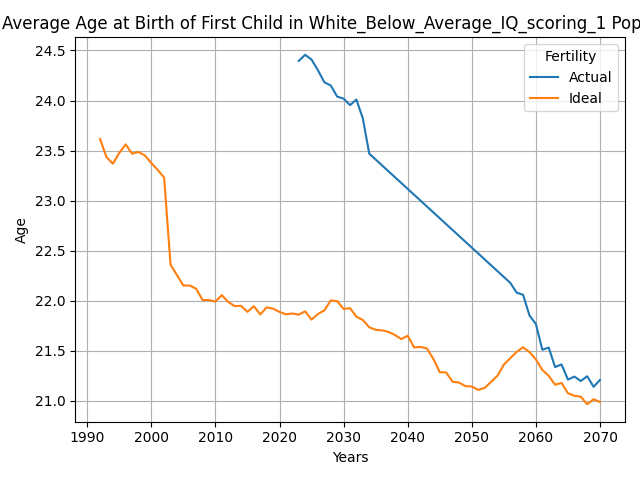 Average Age at Birth of First Child in White_Below_Average_IQ_scoring_1 Pop
Fertility
Actual
Ideal
24.5
24.0
23.5
23.0
22.5
22.0
21.5
21.0
Age
1990 2000 2010 2020 2030 2040 2050 2060 2070
Years